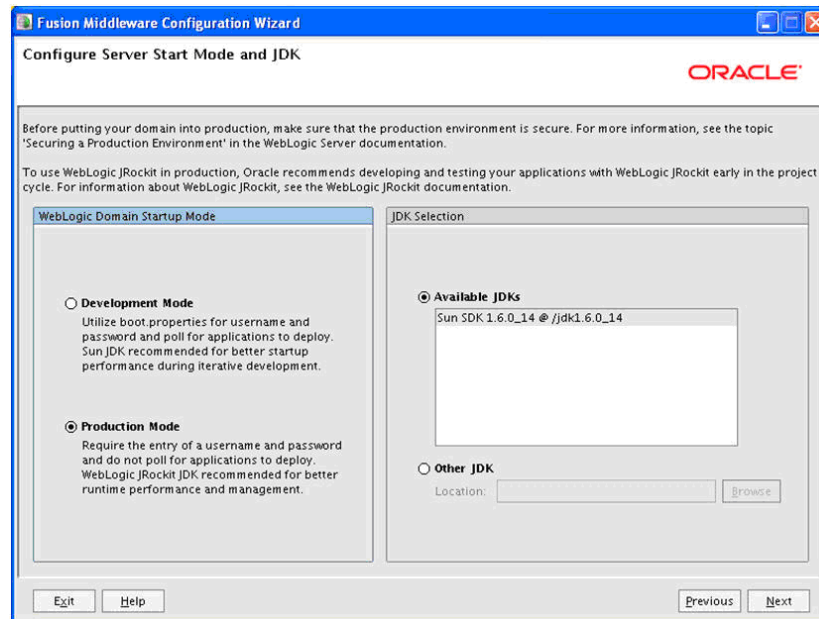 Fusion Middleware Configuration Wizard
Configure Server Start Mode and JDK
ORACLE
Before putting your domain into production, make sure that the production environment is secure. For more information, see the topic
'Securing a Production Environment' in the WebLogic Server documentation.
To use WebLogic JRockit in production, Oracle recommends developing and testing your applications with WebLogic JRockit early in the project
cycle. For information about WebLogic JRockit, see the WebLogic JRockit documentation.
WebLogic Domain Startup Mode
Development Mode
Utilize boot.properties for username and
password and poll for applications to deploy.
Sun JDK recommended for better startup
performance during iterative development.
Production Mode
Require the entry of a username and password
and do not poll for applications to deploy.
WebLogic JRockit JDK recommended for better
runtime performance and management.
JDK Selection
Available JDKs
Sun SDK 1.6.0_14 @ /jdk1.6.0_14
Other JDK
Location:
Browse
Exit
Help
Previous
Next